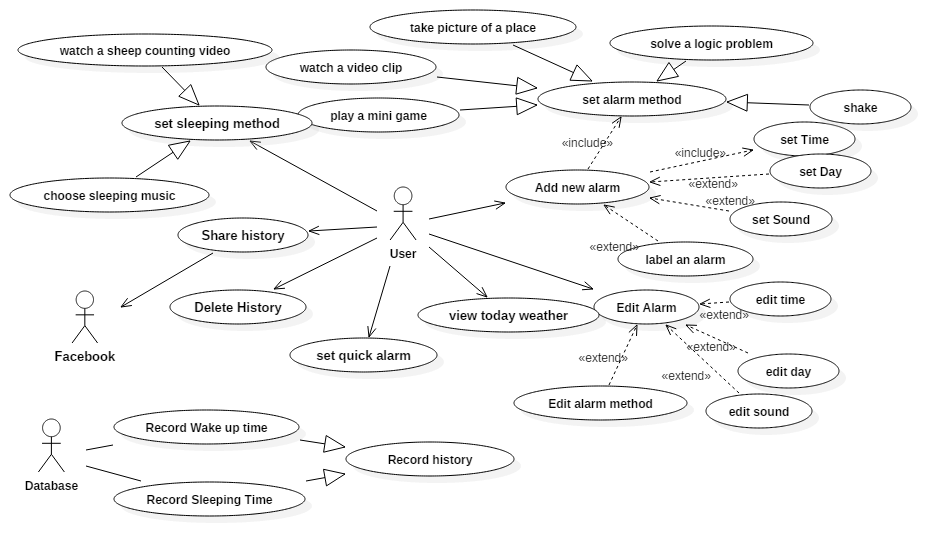 take picture of a place
solve a logic problem
watch a sheep counting video
watch a video clip
set alarm method
shake
set sleeping method
play a mini game
«include»
set Time
«include»
set Day
«extend»
Add new alarm
choose sleeping music
«extend»
set Sound
Share history
User
«extend»
label an alarm
Delete History
view today weather
Edit Alarm
edit time
«extend»
Facebook
set quick alarm
«extend»
«extend»
edit day
«extend»
Edit alarm method
edit sound
Record Wake up time
Record history
Database
Record Sleeping Time